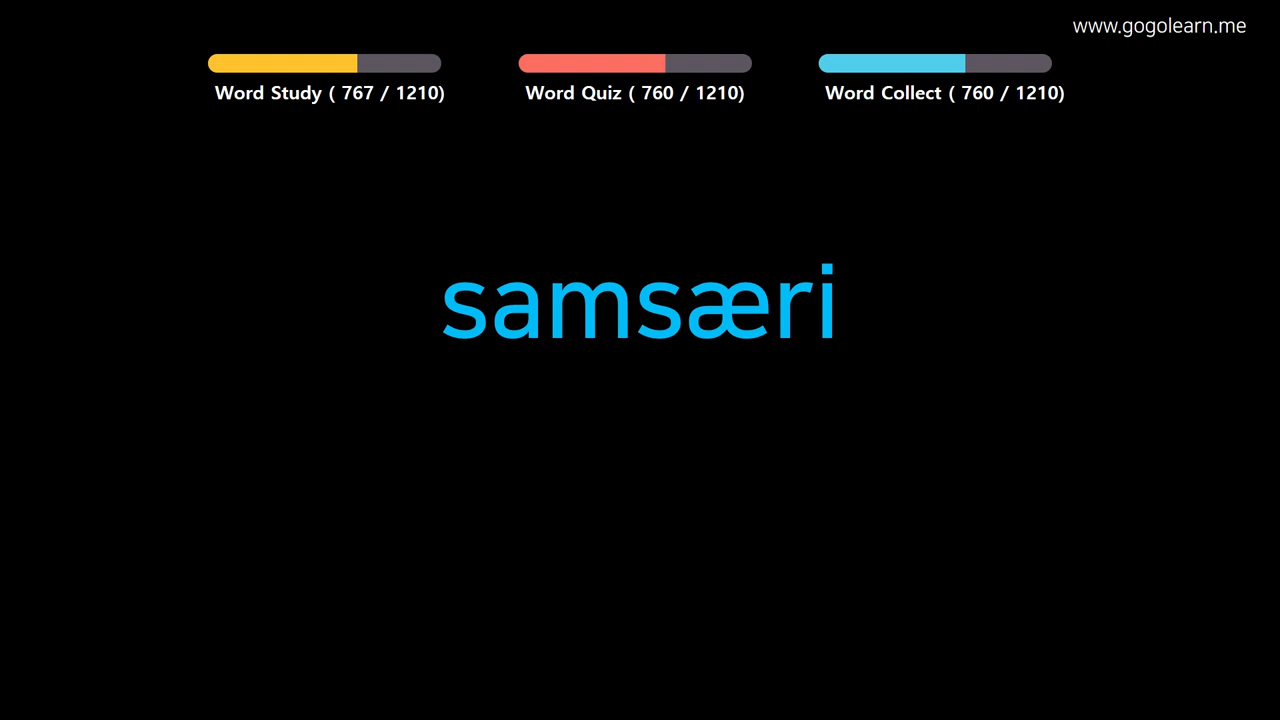 www.gogolearn.me
Word Study ( 767 / 1210)
Word Quiz ( 760 / 1210)
Word Collect ( 760 / 1210)
samsæri